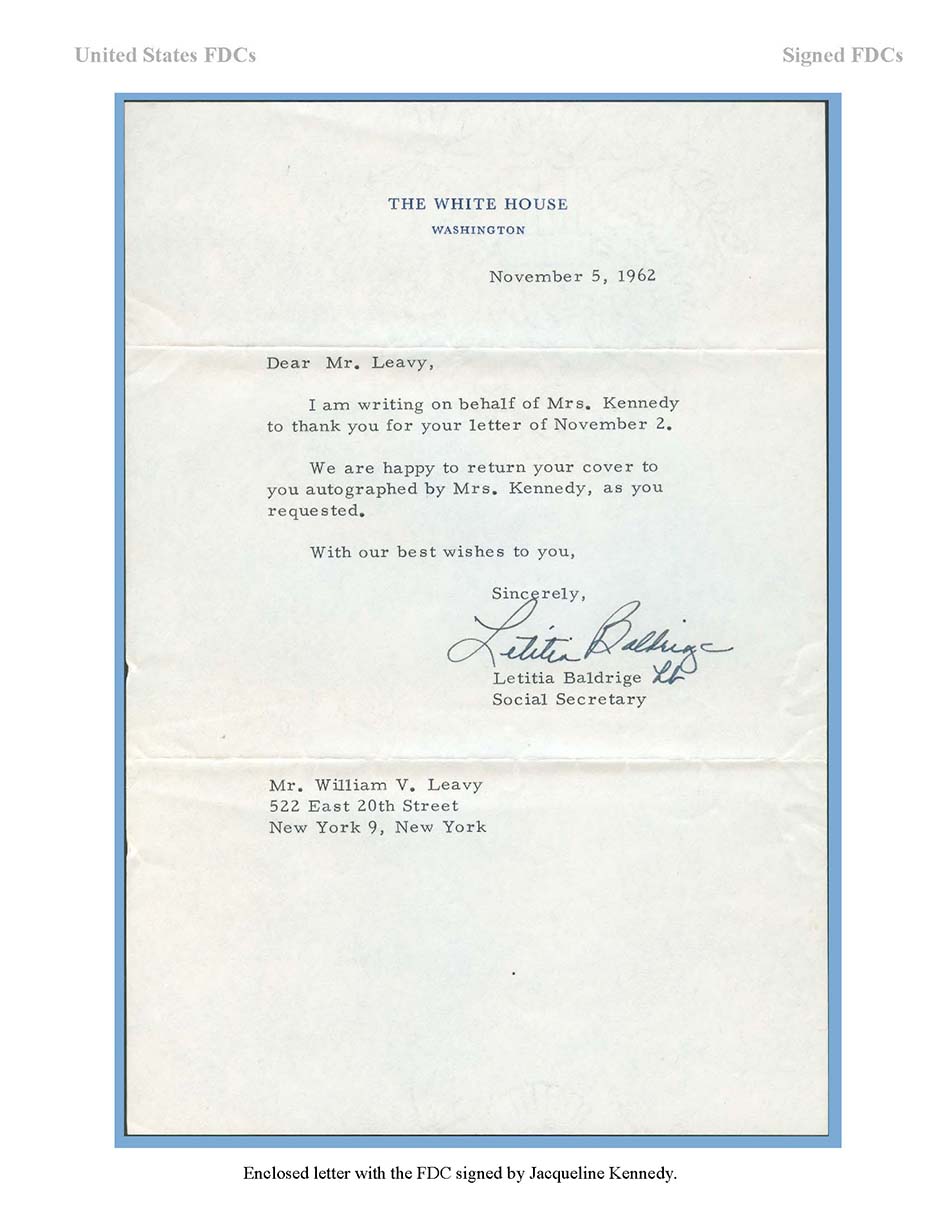 United States FDCs
Signed FDCs
THE WHITE HOUSE
WASHINGTON
November 5, 1962
Dear Mr. Leavy,
I am writing on behalf of Mrs. Kennedy
to thank you for your letter of November 2.
We are happy to return your cover to
you autographed by Mrs. Kennedy, as you
requested.
With our best wishes to you,
Sincerely,
Letitia Baldrige
Letitia Baldrige
Social Secretary
Mr. William V. Leavy
522 East 20th Street
New York 9, New York
Enclosed letter with the FDC signed by Jacqueline Kennedy.